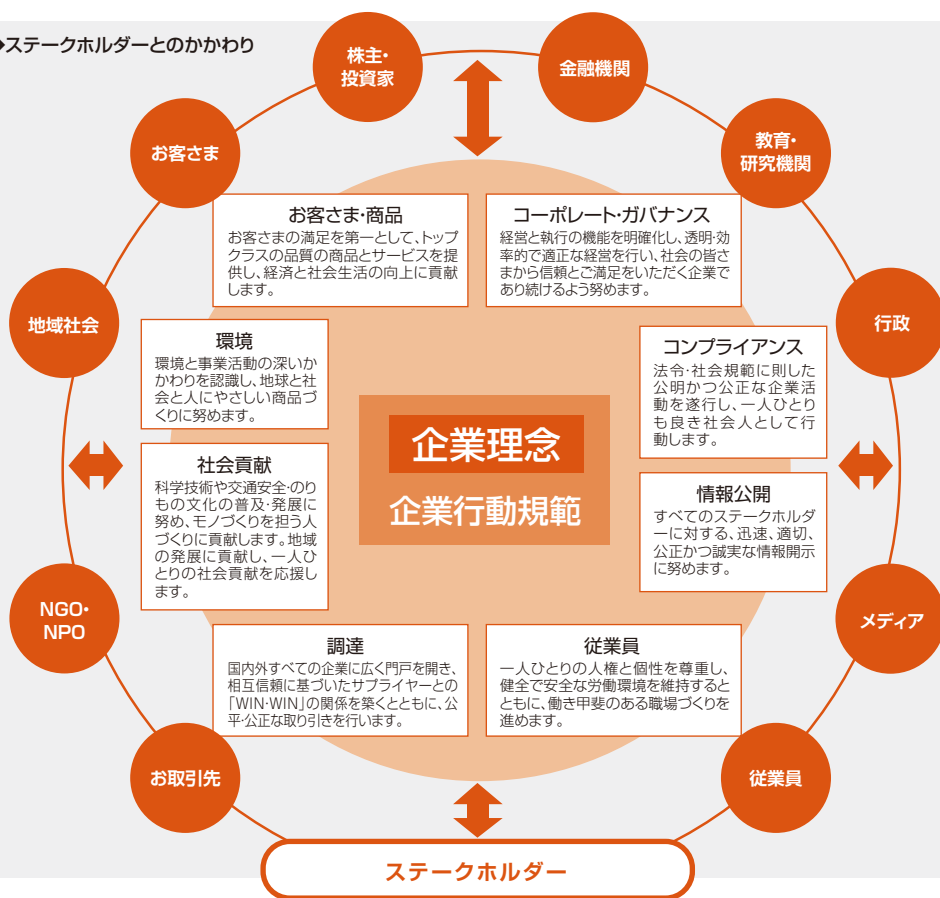 ステークホルダーとのかかわり
株主・
投資家
金融機関
お客さま
教育・
研究機関
お客さま・商品
お客さまの満足を第一として、トップ
クラスの品質の商品とサービスを提
供し、経済と社会生活の向上に貢献
します。
コーポレート・ガバナンス
経営と執行の機能を明確化し、透明・効
率的で適正な経営を行い、社会の皆さ
まから信頼とご満足をいただく企業で
あり続けるよう努めます。
地域社会
行政
環境
環境と事業活動の深いか
かわりを認識し、地球と社
会と人にやさしい商品づ
くりに努めます。
コンプライアンス
法令・社会規範に則した
公明かつ公正な企業活
動を遂行し、一人ひとり
も良き社会人として行
動します。
企業理念
企業行動規範
社会貢献
科学技術や交通安全・のり
もの文化の普及・発展に
努め、モノづくりを担う人
づくりに貢献します。地域
の発展に貢献し、一人ひ
とりの社会貢献を応援し
ます。
情報公開
すべてのステークホルダ
ーに対する、迅速、適切、
公正かつ誠実な情報開示
に努めます。
NGO・
NPO
メディア
調達
国内外すべての企業に広く門戸を開き、
相互信頼に基づいたサプライヤーとの
「WIN・WIN」の関係を築くとともに、公
平・公正な取り引きを行います。
従業員
一人ひとりの人権と個性を尊重し、
健全で安全な労働環境を維持すると
ともに、働き甲斐のある職場づくりを
進めます。
お取引先
従業員
ステークホルダー